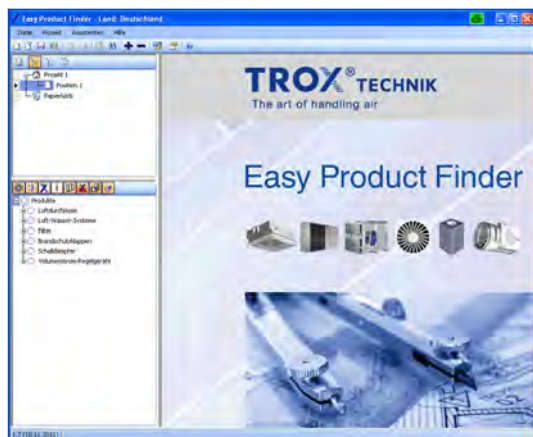 Easy Product Finder - Land: Deutschland
Datei Projekt Assistenten Hilfe
Projekt 1
Position 1
Papierkorb
TROX® TECHNIK
The art of handling air
Easy Product Finder
Produkte
Luftdurchlässe
Luft-Wasser-Systeme
Filter
Brandschutzklappen
Schalldämpfer
Volumenstrom-Regelgeräte